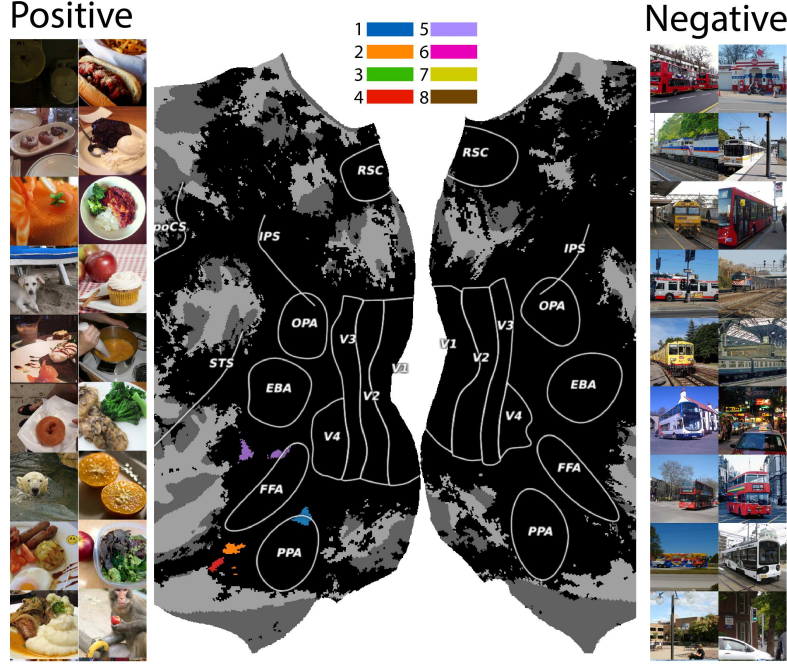 Positive
Negative
1 5
2 6
3 7
4 8
RSC
RSC
poCS
IPS
IPS
OPA
OPA
V3
V3
V1
V1
V2
V2
STS
S
EBA
EBA
V4
V4
FFA
FFA
PPA
PPA